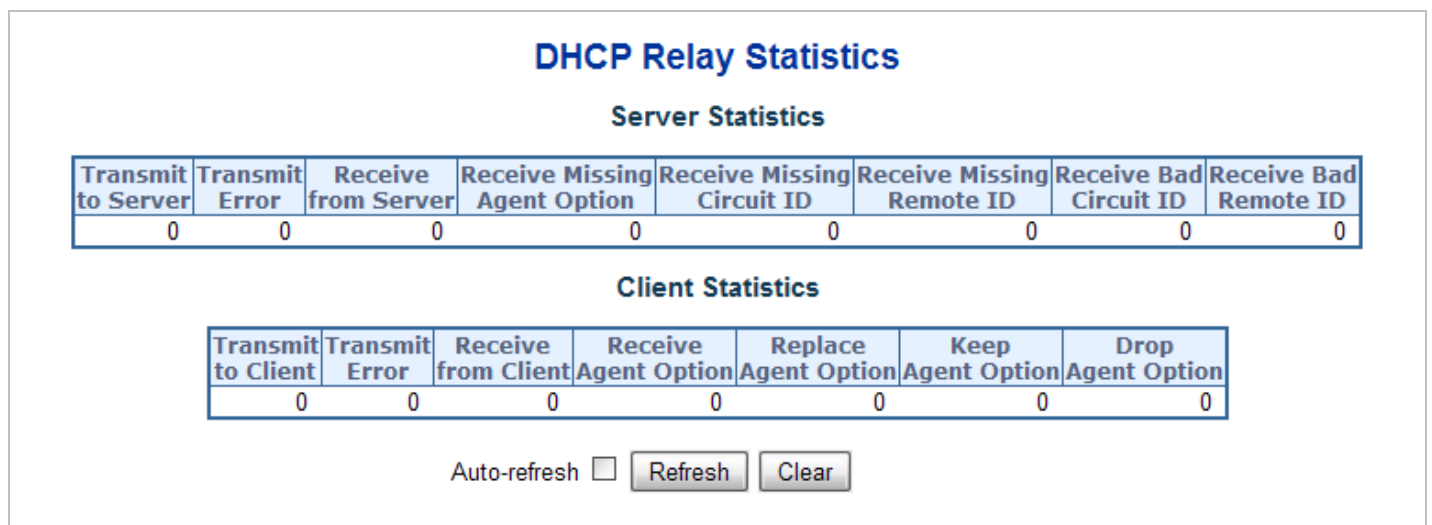 DHCP Relay Statistics
Server Statistics
Transmit to Server Transmit Error Receive from Server Receive Missing Agent Option Receive Missing Circuit ID Receive Missing Remote ID Receive Bad Circuit ID Receive Bad Remote ID
0 0 0 0 0 0 0 0
Client Statistics
Transmit to Client Transmit Error Receive from Client Receive Agent Option Replace Agent Option Keep Agent Option Drop Agent Option
0 0 0 0 0 0 0
Auto-refresh Refresh Clear